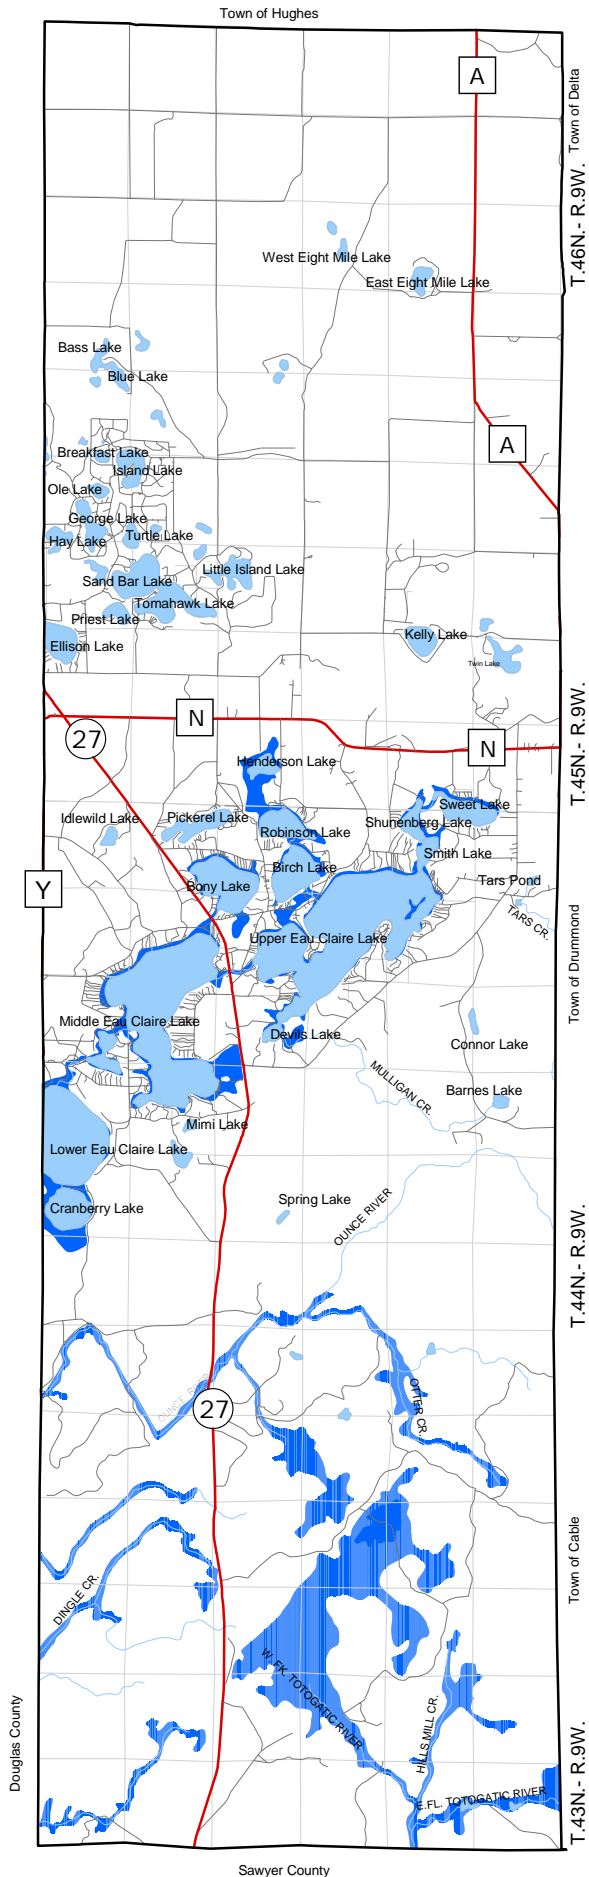 Town of Hughes
A
Town of Delta
T.46N.- R.9W.
West Eight Mile Lake
East Eight Mile Lake
Bass Lake
Blue Lake
A
Breakfast Lake
Island Lake
Ole Lake
George Lake
Hay Lake
Turtle Lake
Little Island Lake
Sand Bar Lake
Tomahawk Lake
Priest Lake
Ellison Lake
Kelly Lake
Twin Lake
T.45N.- R.9W.
N
27
N
Henderson Lake
Sweet Lake
Idlewild Lake
Pickerel Lake
Robinson Lake
Shunenberg Lake
Smith Lake
Birch Lake
Bony Lake
Tars Pond
Y
TARS CR.
Upper Eau Claire Lake
Town of Drummond
Middle Eau Claire Lake
Devils Lake
Connor Lake
MULLIGAN CR.
Barnes Lake
Mimi Lake
Lower Eau Claire Lake
Spring Lake
Cranberry Lake
OUNCE RIVER
T.44N.- R.9W.
OUNCE RIVER
27
OTTER CR.
Town of Cable
DINGLE CR.
W. FK. TOTOGATIC RIVER
HILLS MILL CR.
Douglas County
E.FL. TOTOGATIC RIVER
T.43N.- R.9W.
Sawyer County